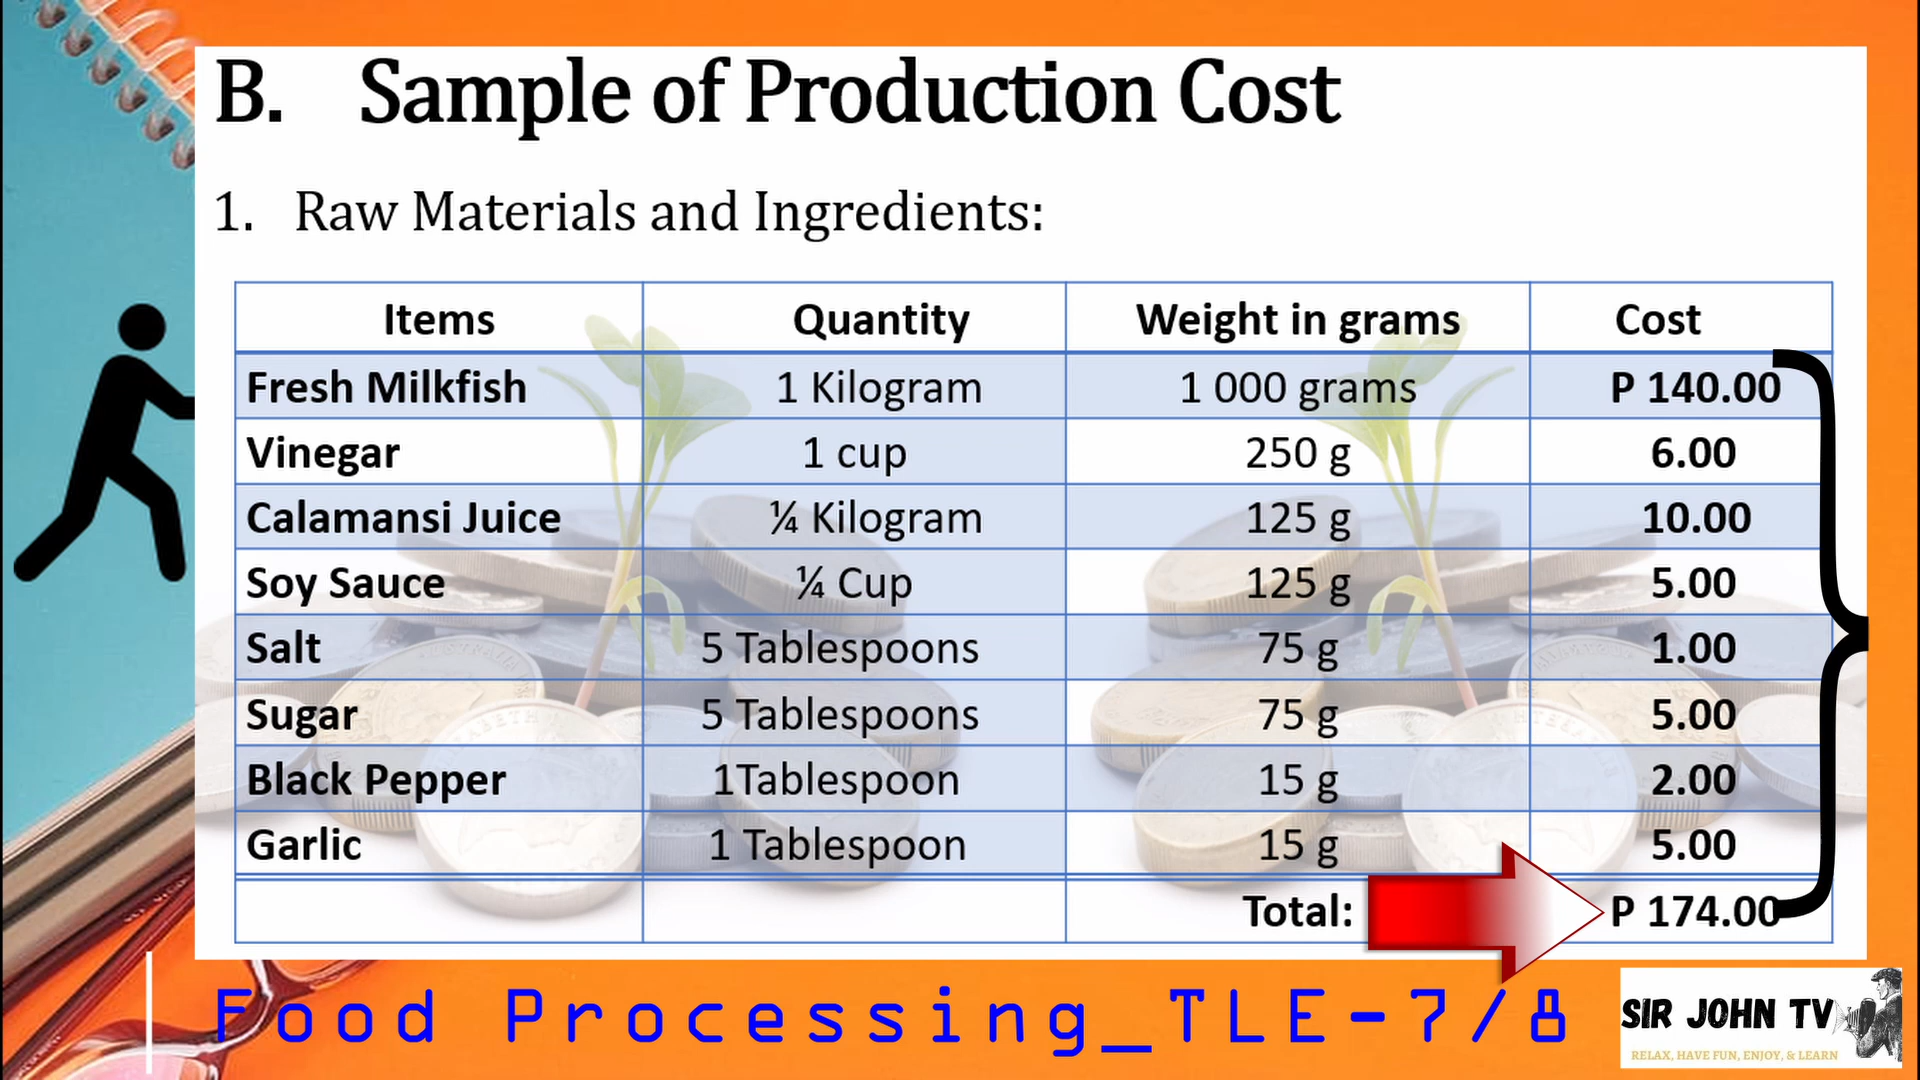 B. Sample of Production Cost
1. Raw Materials and Ingredients:
Items Quantity Weight in grams Cost
Fresh Milkfish 1 Kilogram 1 000 grams P 140.00
Vinegar 1 cup 250 g 6.00
Calamansi Juice ¼ Kilogram 125 g 10.00
Soy Sauce ¼ Cup 125 g 5.00
Salt 5 Tablespoons 75 g 1.00
Sugar 5 Tablespoons 75 g 5.00
Black Pepper 1Tablespoon 15 g 2.00
Garlic 1 Tablespoon 15 g 5.00
Total: P 174.00
Food Processing_TLE-7/8
SIR JOHN TV
RELAX, HAVE FUN, ENJOY, & LEARN